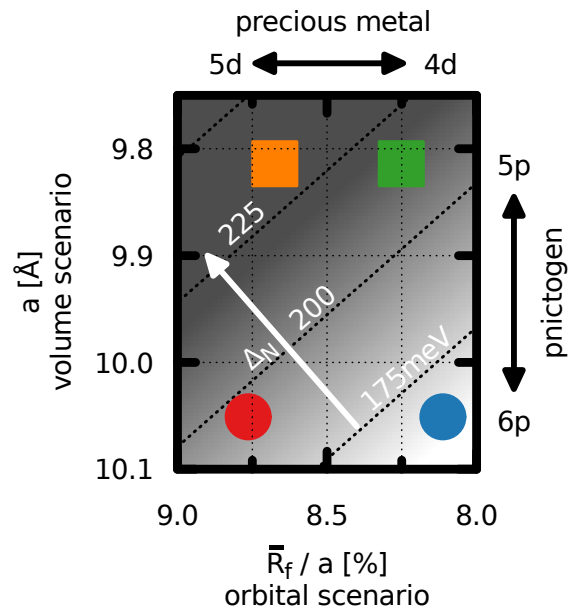 precious metal
5d 4d
9.8
9.9
10.0
10.1
a [Å]
volume scenario
225
200
175meV
Δ_N
5p
pnictogen
6p
9.0 8.5 8.0
R̄_f / a [%]
orbital scenario